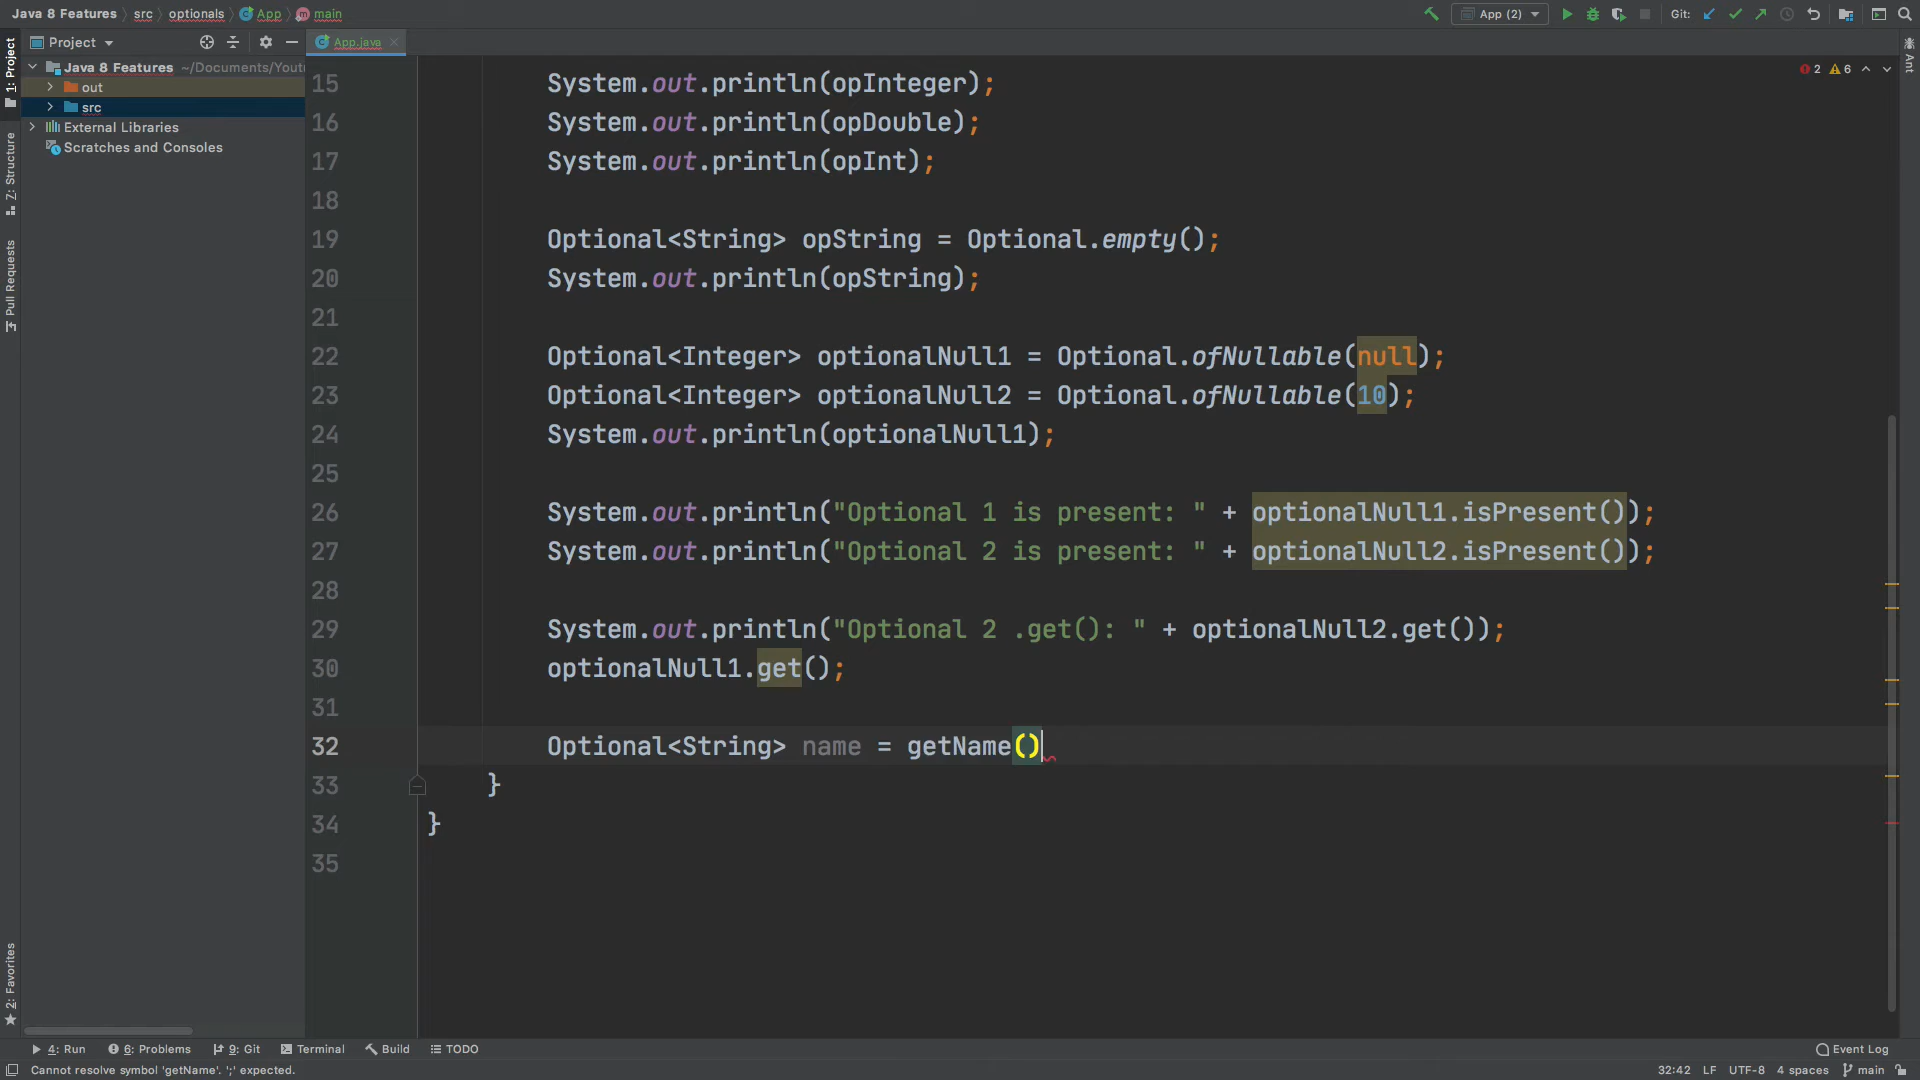 Java 8 Features src optionals App main
App (2) Git:
Project
App.java
1: Project
Java 8 Features ~/Documents/Yout
out
src
External Libraries
Scratches and Consoles
Z: Structure
Pull Requests
2: Favorites
Ant
2 6
15 System.out.println(opInteger);
16 System.out.println(opDouble);
17 System.out.println(opInt);
18
19 Optional<String> opString = Optional.empty();
20 System.out.println(opString);
21
22 Optional<Integer> optionalNull1 = Optional.ofNullable(null);
23 Optional<Integer> optionalNull2 = Optional.ofNullable(10);
24 System.out.println(optionalNull1);
25
26 System.out.println("Optional 1 is present: " + optionalNull1.isPresent());
27 System.out.println("Optional 2 is present: " + optionalNull2.isPresent());
28
29 System.out.println("Optional 2 .get(): " + optionalNull2.get());
30 optionalNull1.get();
31
32 Optional<String> name = getName()
33 }
34 }
35
4: Run 6: Problems 9: Git Terminal Build TODO Event Log
Cannot resolve symbol 'getName'. ';' expected. 32:42 LF UTF-8 4 spaces main